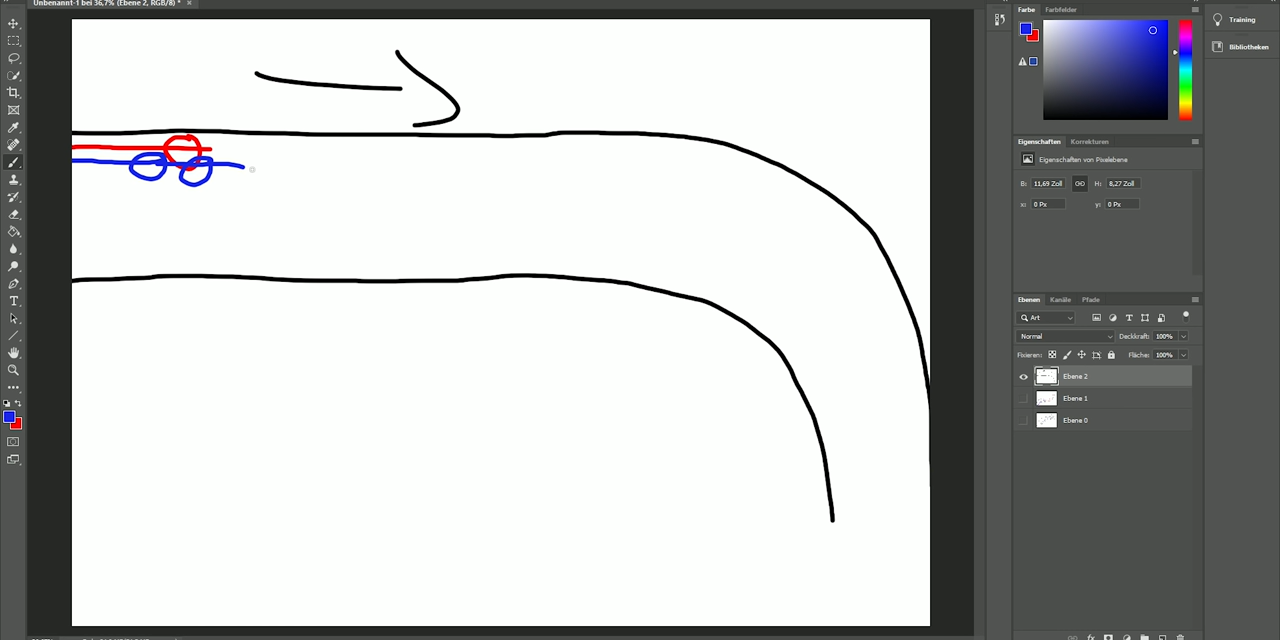 Unbenannt-1 bei 36,7% (Ebene 2, RGB/8) * ×
Farbe Farbfelder
Training
Bibliotheken
Eigenschaften Korrekturen
Eigenschaften von Pixelebene
B: 11,69 Zoll H: 8,27 Zoll
x: 0 Px y: 0 Px
Ebenen Kanäle Pfade
Art
Normal Deckkraft: 100%
Fixieren: Fläche: 100%
Ebene 2
Ebene 1
Ebene 0
fx